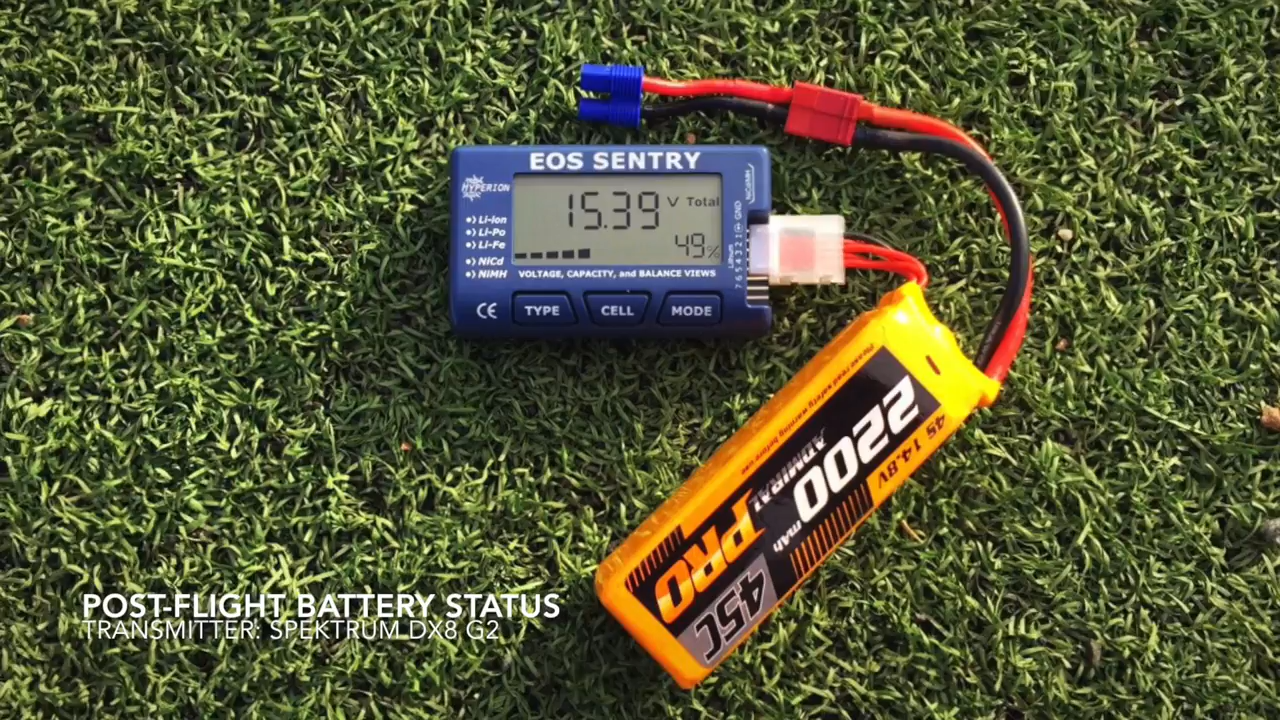 EOS SENTRY
HYPERION
15.39 V Total
49%
•) Li-Ion
•) Li-Po
•) Li-Fe
•) NiCd
•) NiMH
VOLTAGE, CAPACITY, and BALANCE VIEWS
CE TYPE CELL MODE
7 6 5 4 3 2 1 GND
4S 14.8V
2200 mAh
ADMIRAL
PRO
45C
POST-FLIGHT BATTERY STATUS
TRANSMITTER: SPEKTRUM DX8 G2